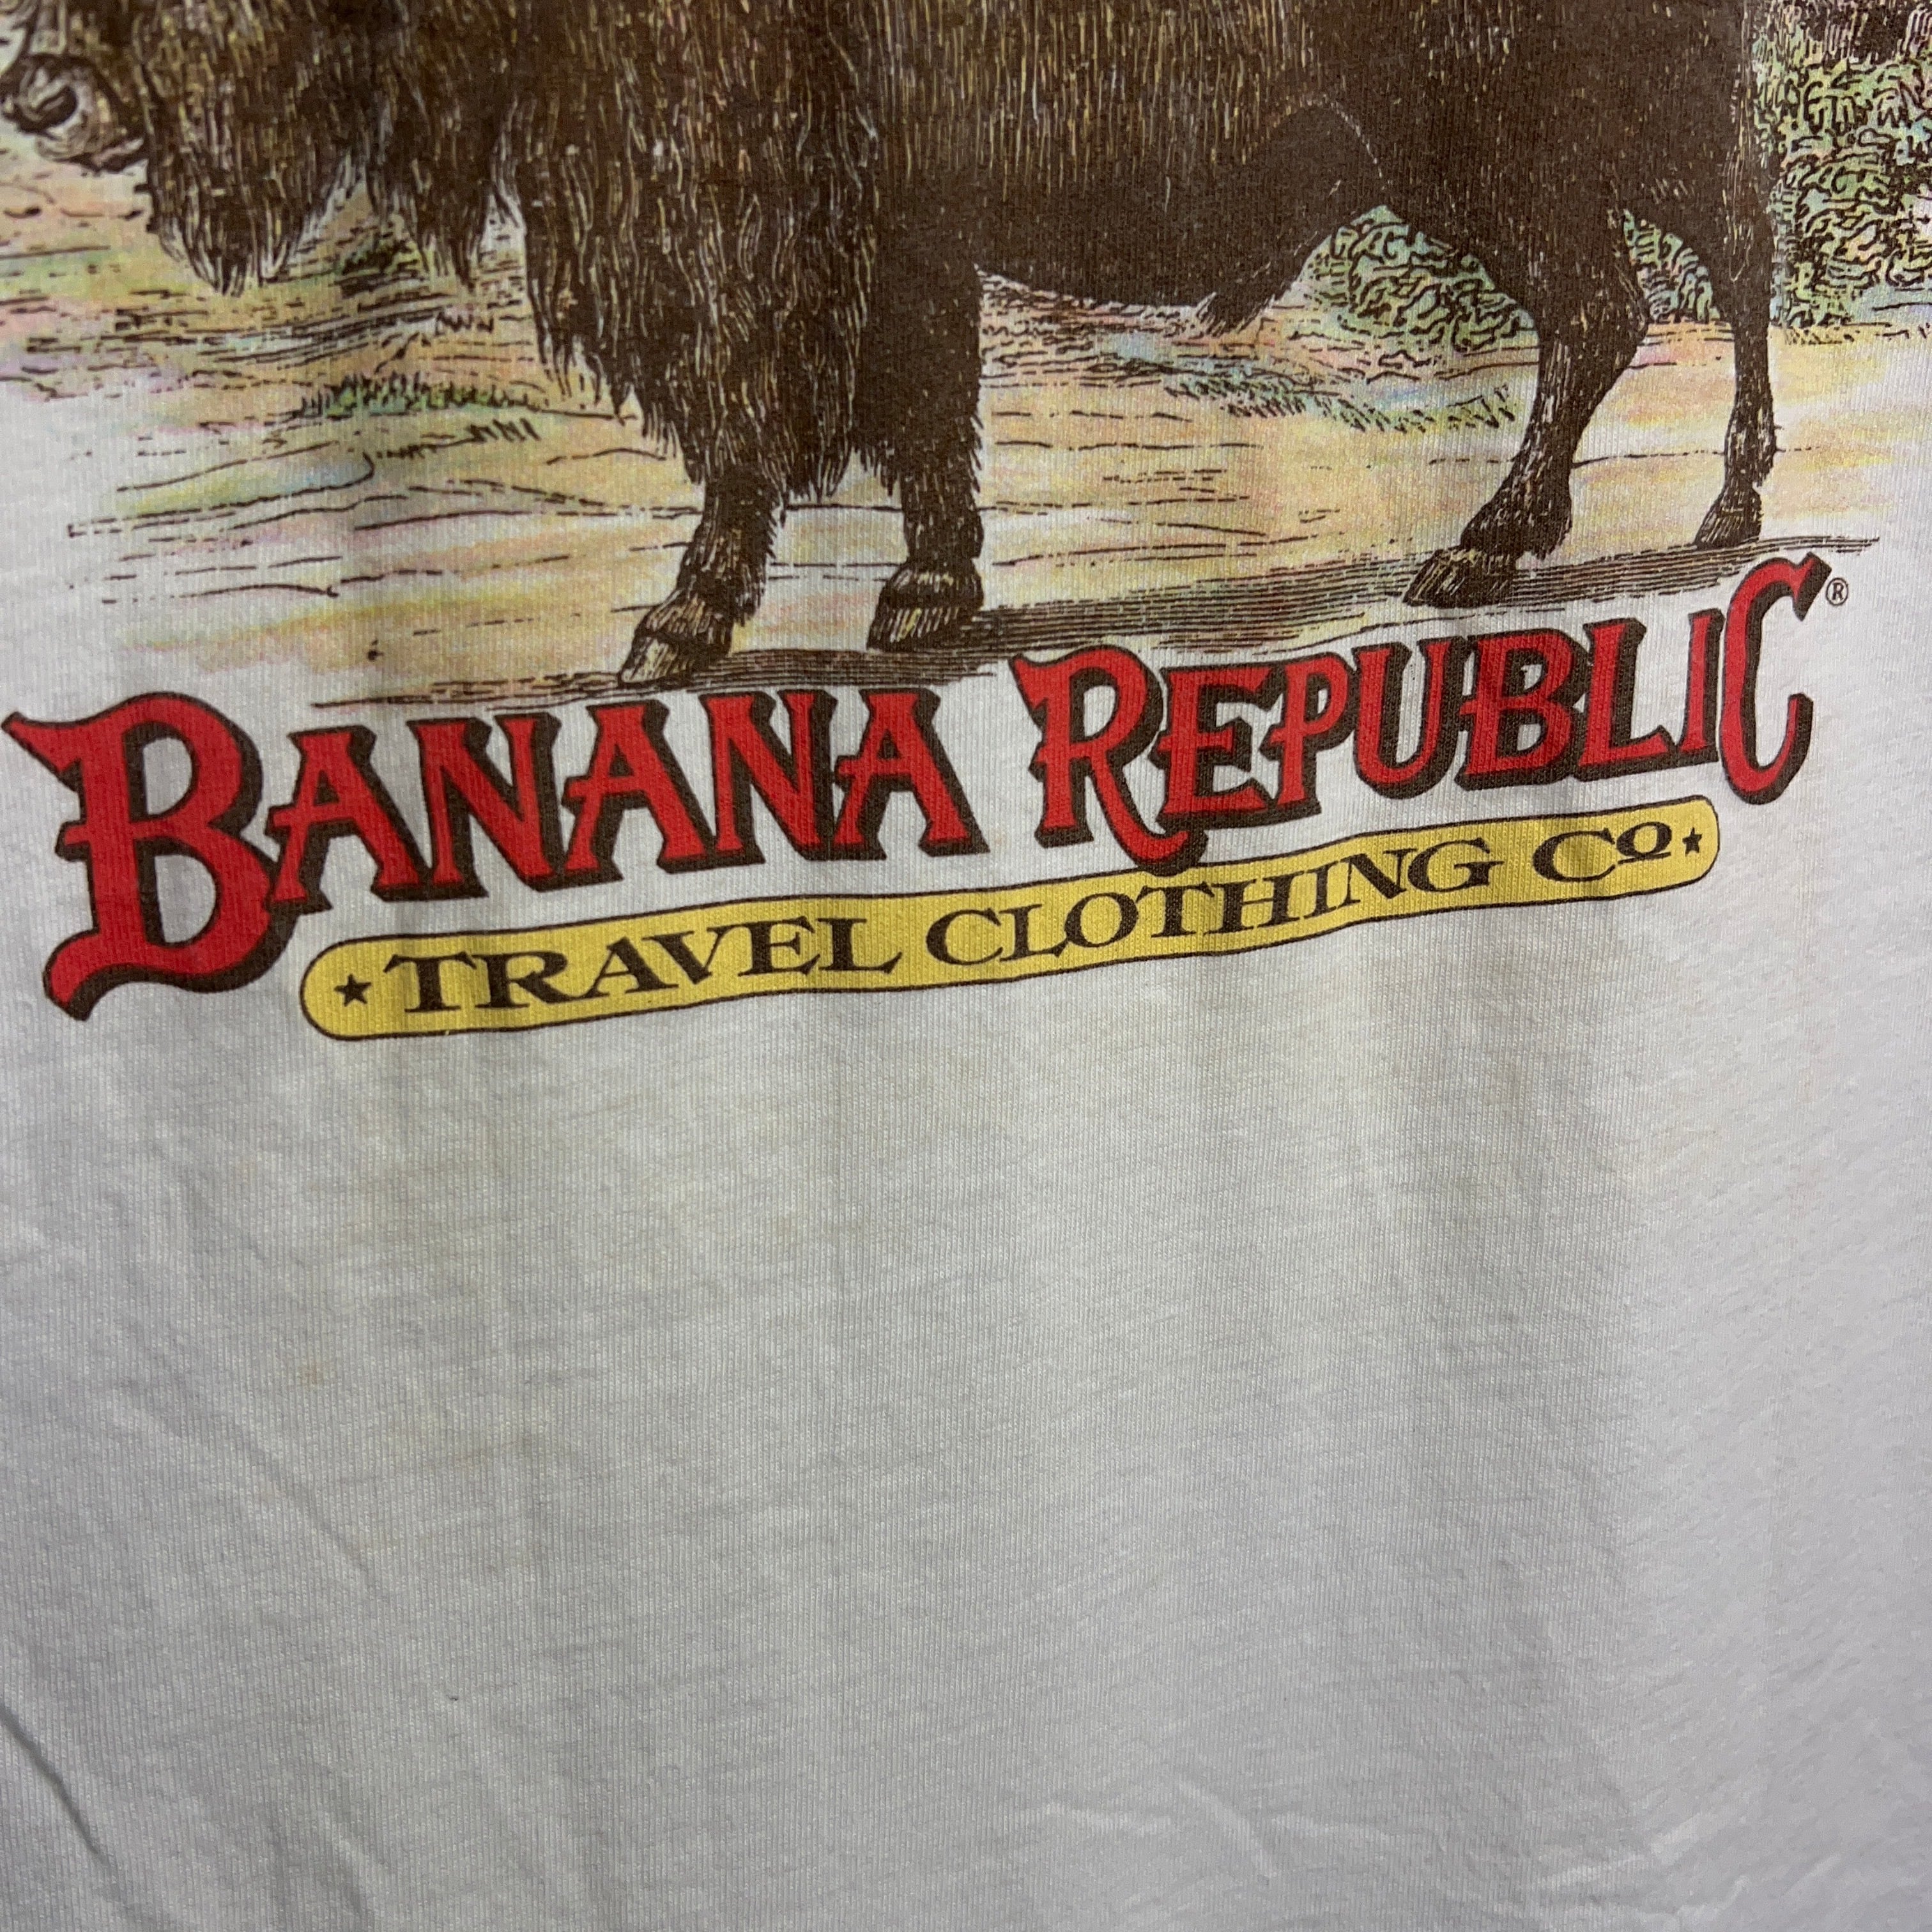 BANANA REPUBLIC®
★ TRAVEL CLOTHING Cº ★